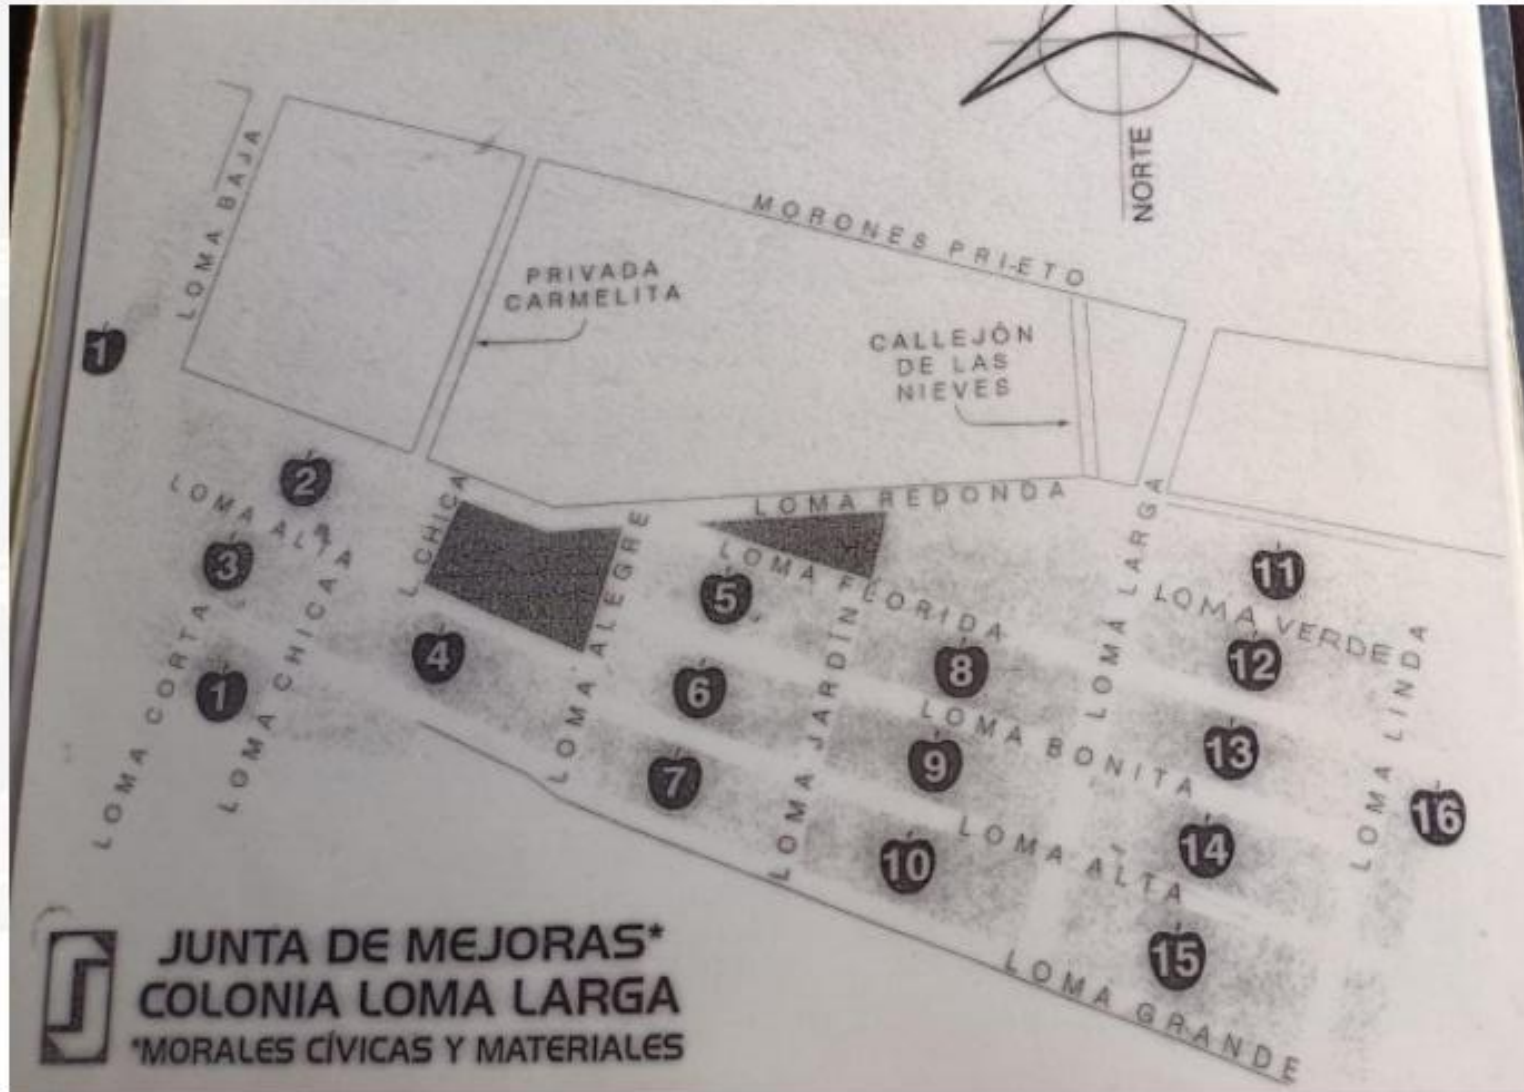 NORTE
LOMA BAJA
MORONES PRIETO
PRIVADA
CARMELITA
CALLEJÓN
DE LAS
NIEVES
1
2
LOMA ALTA
3
L CHICA
LOMA REDONDA
LOMA ALEGRE
LOMA FLORIDA
5
LOMA LARGA
11
LOMA VERDE
12
LOMA CORTA
1
LOMA CHICA
4
6
LOMA JARDÍN
8
LOMA BONITA
13
LOMA LINDA
7
9
LOMA ALTA
14
16
10
15
LOMA GRANDE
JUNTA DE MEJORAS*
COLONIA LOMA LARGA
*MORALES CÍVICAS Y MATERIALES